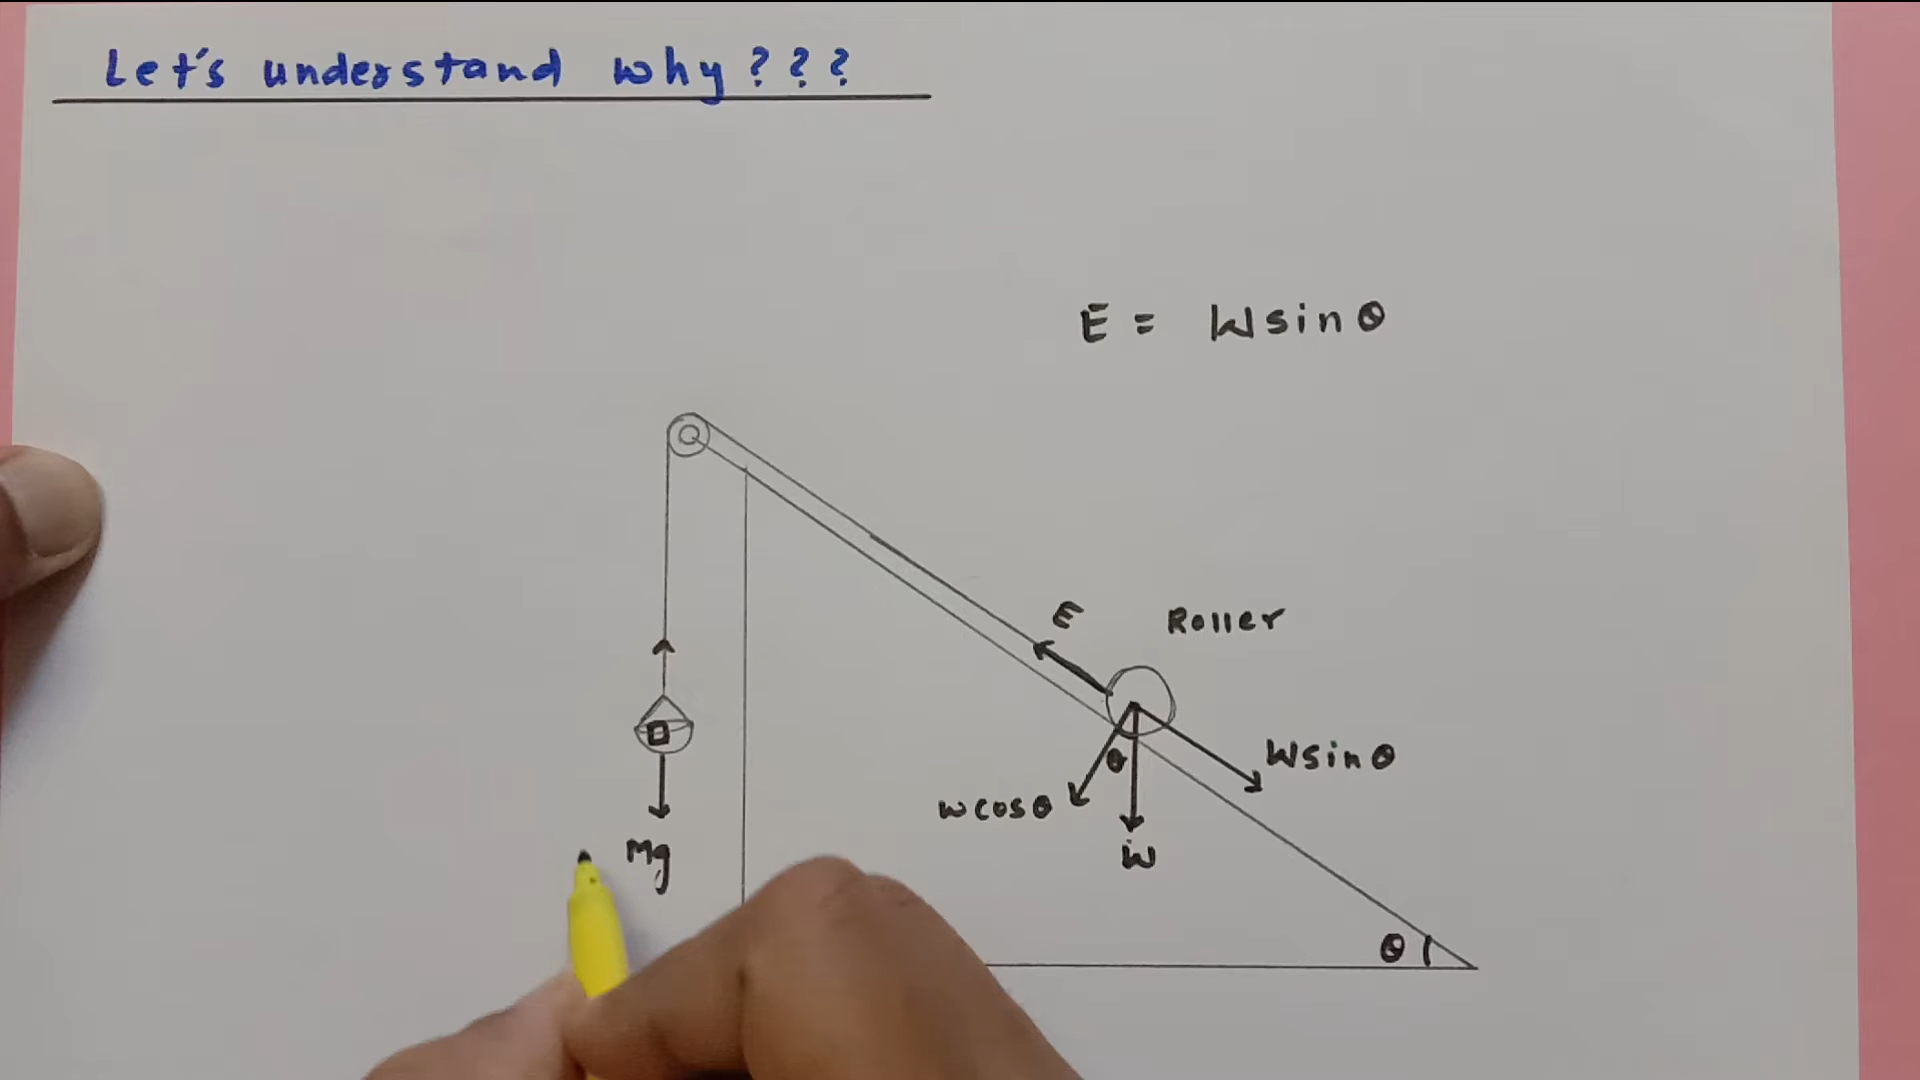 Let's understand why???
E = Wsinθ
E
Roller
Wsinθ
θ
wcosθ
W
Mg
θ